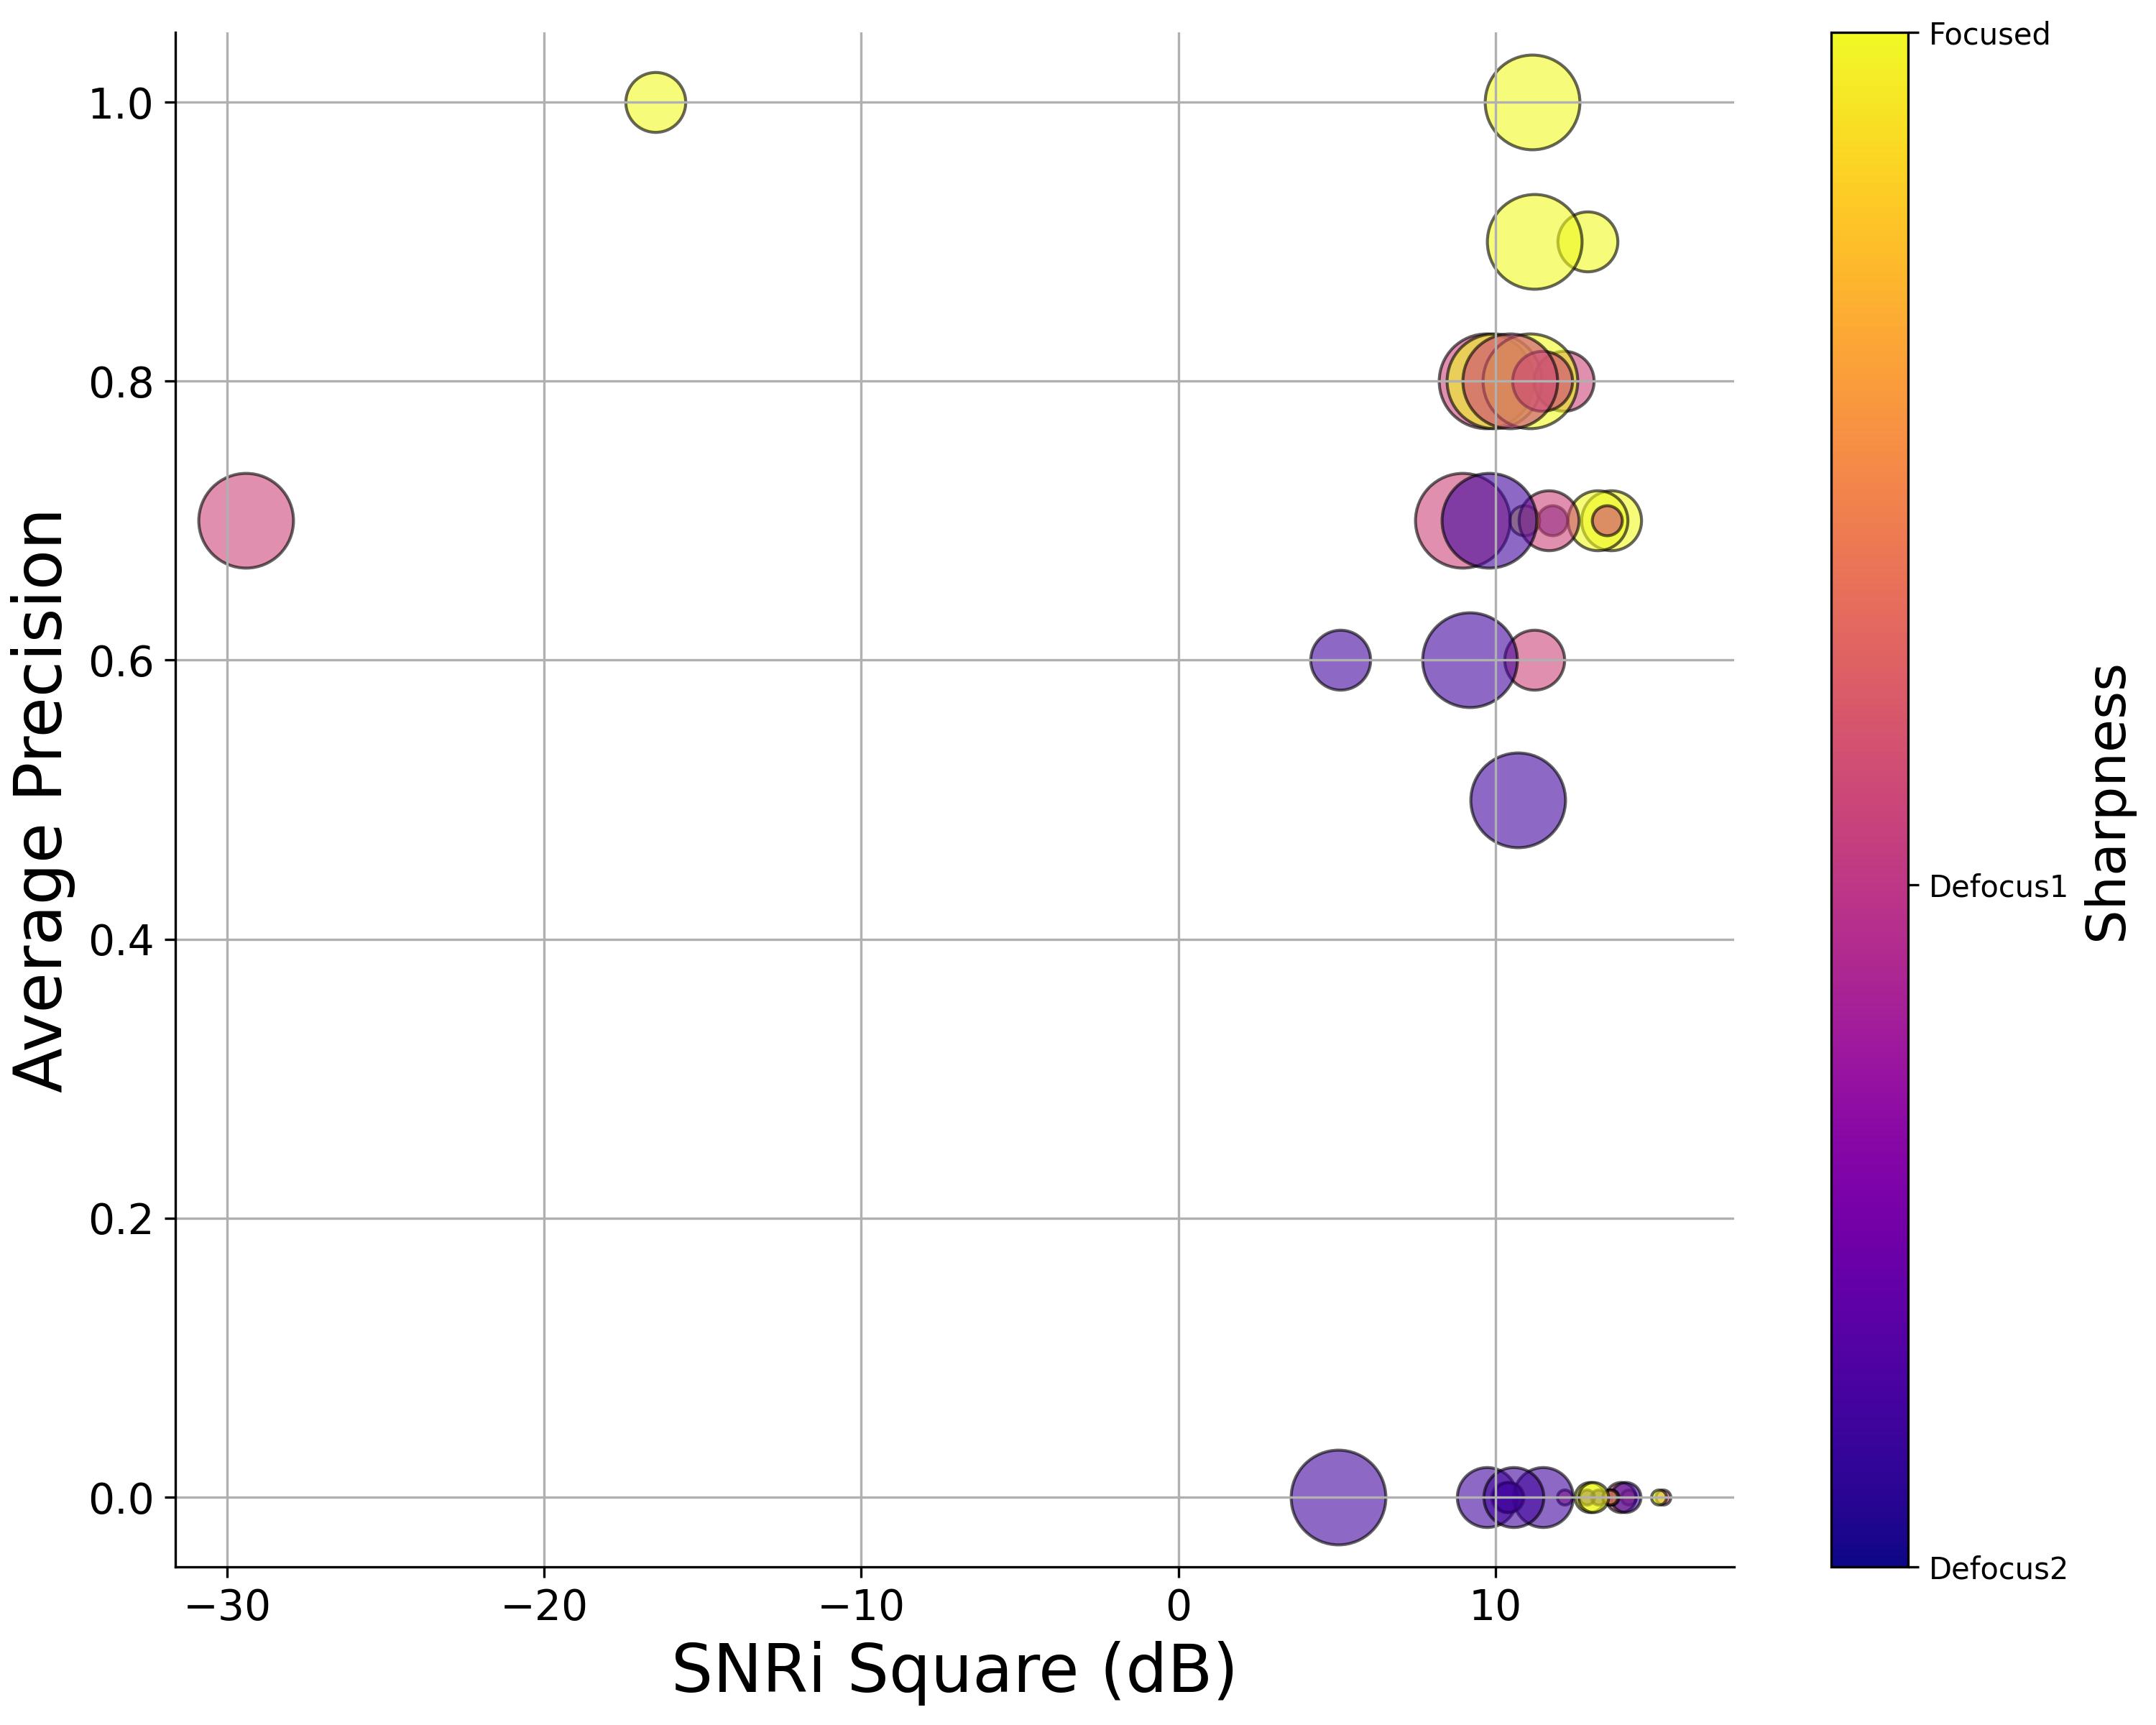 Average Precision
1.0
0.8
0.6
0.4
0.2
0.0
−30
−20
−10
0
10
SNRi Square (dB)
Focused
Defocus1
Defocus2
Sharpness